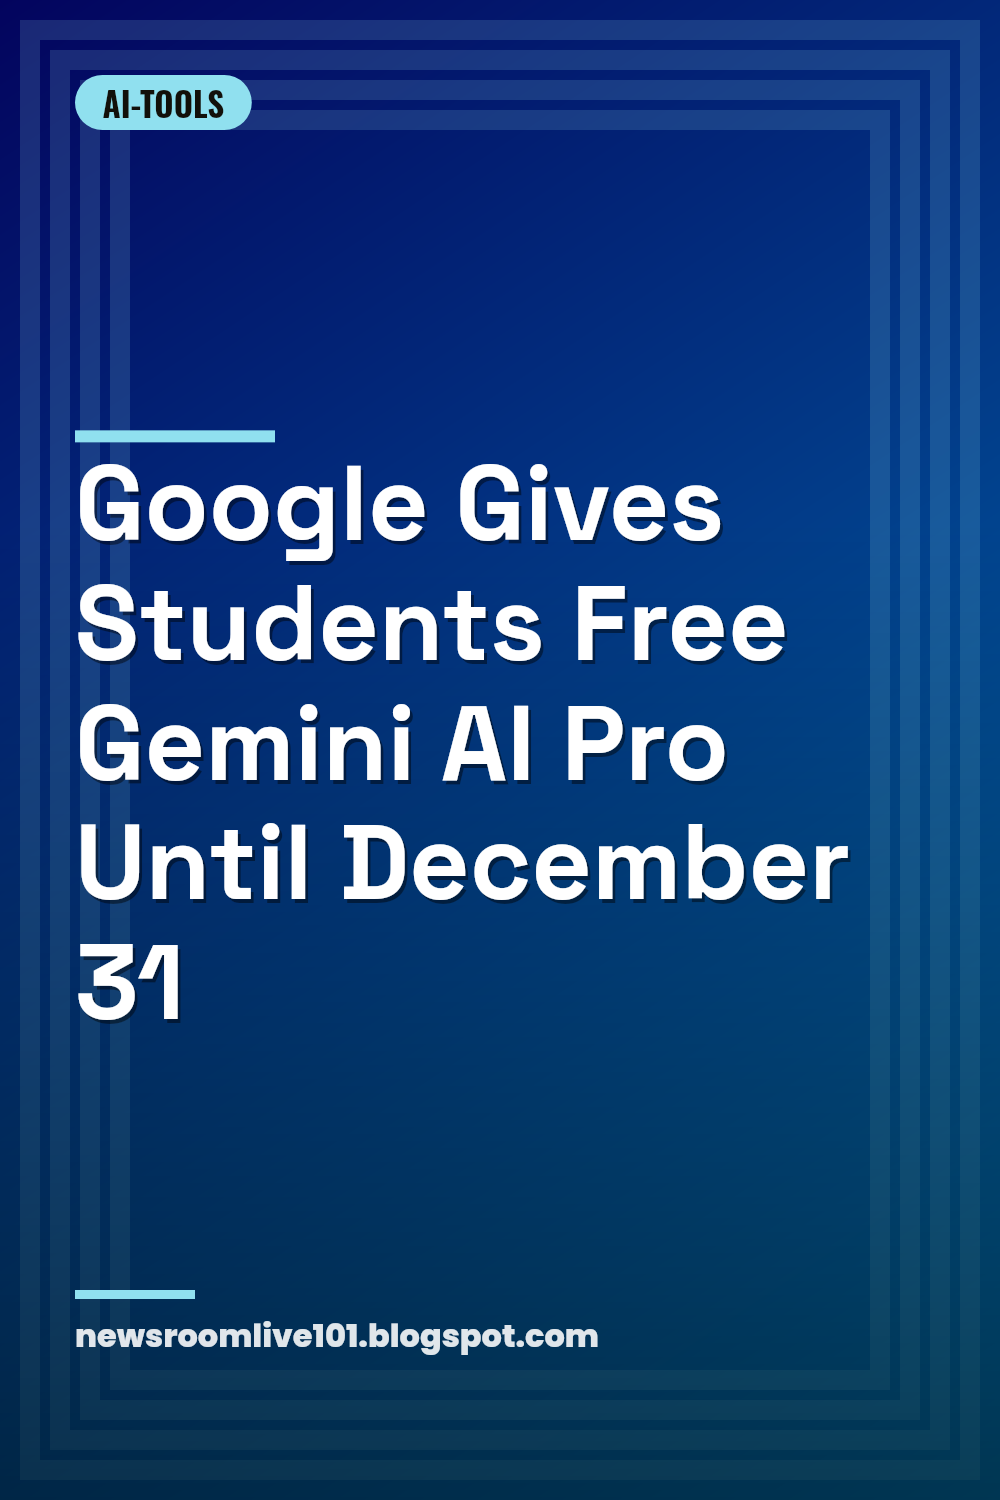 AI-TOOLS
Google Gives
Students Free
Gemini AI Pro
Until December
31
newsroomlive101.blogspot.com